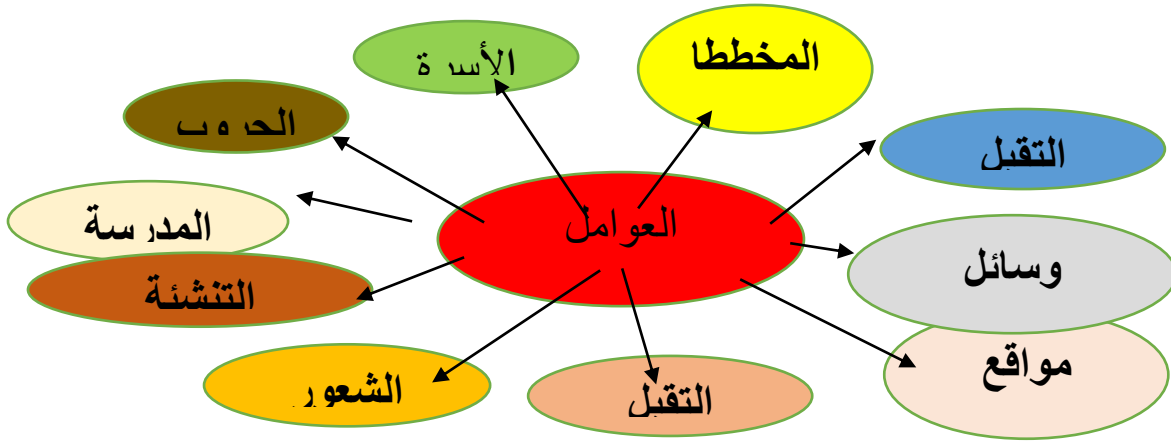 المخططا
الأسرة
الحروب
التقبل
العوامل
المدرسة
وسائل
التنشئة
مواقع
الشعور
التقبل